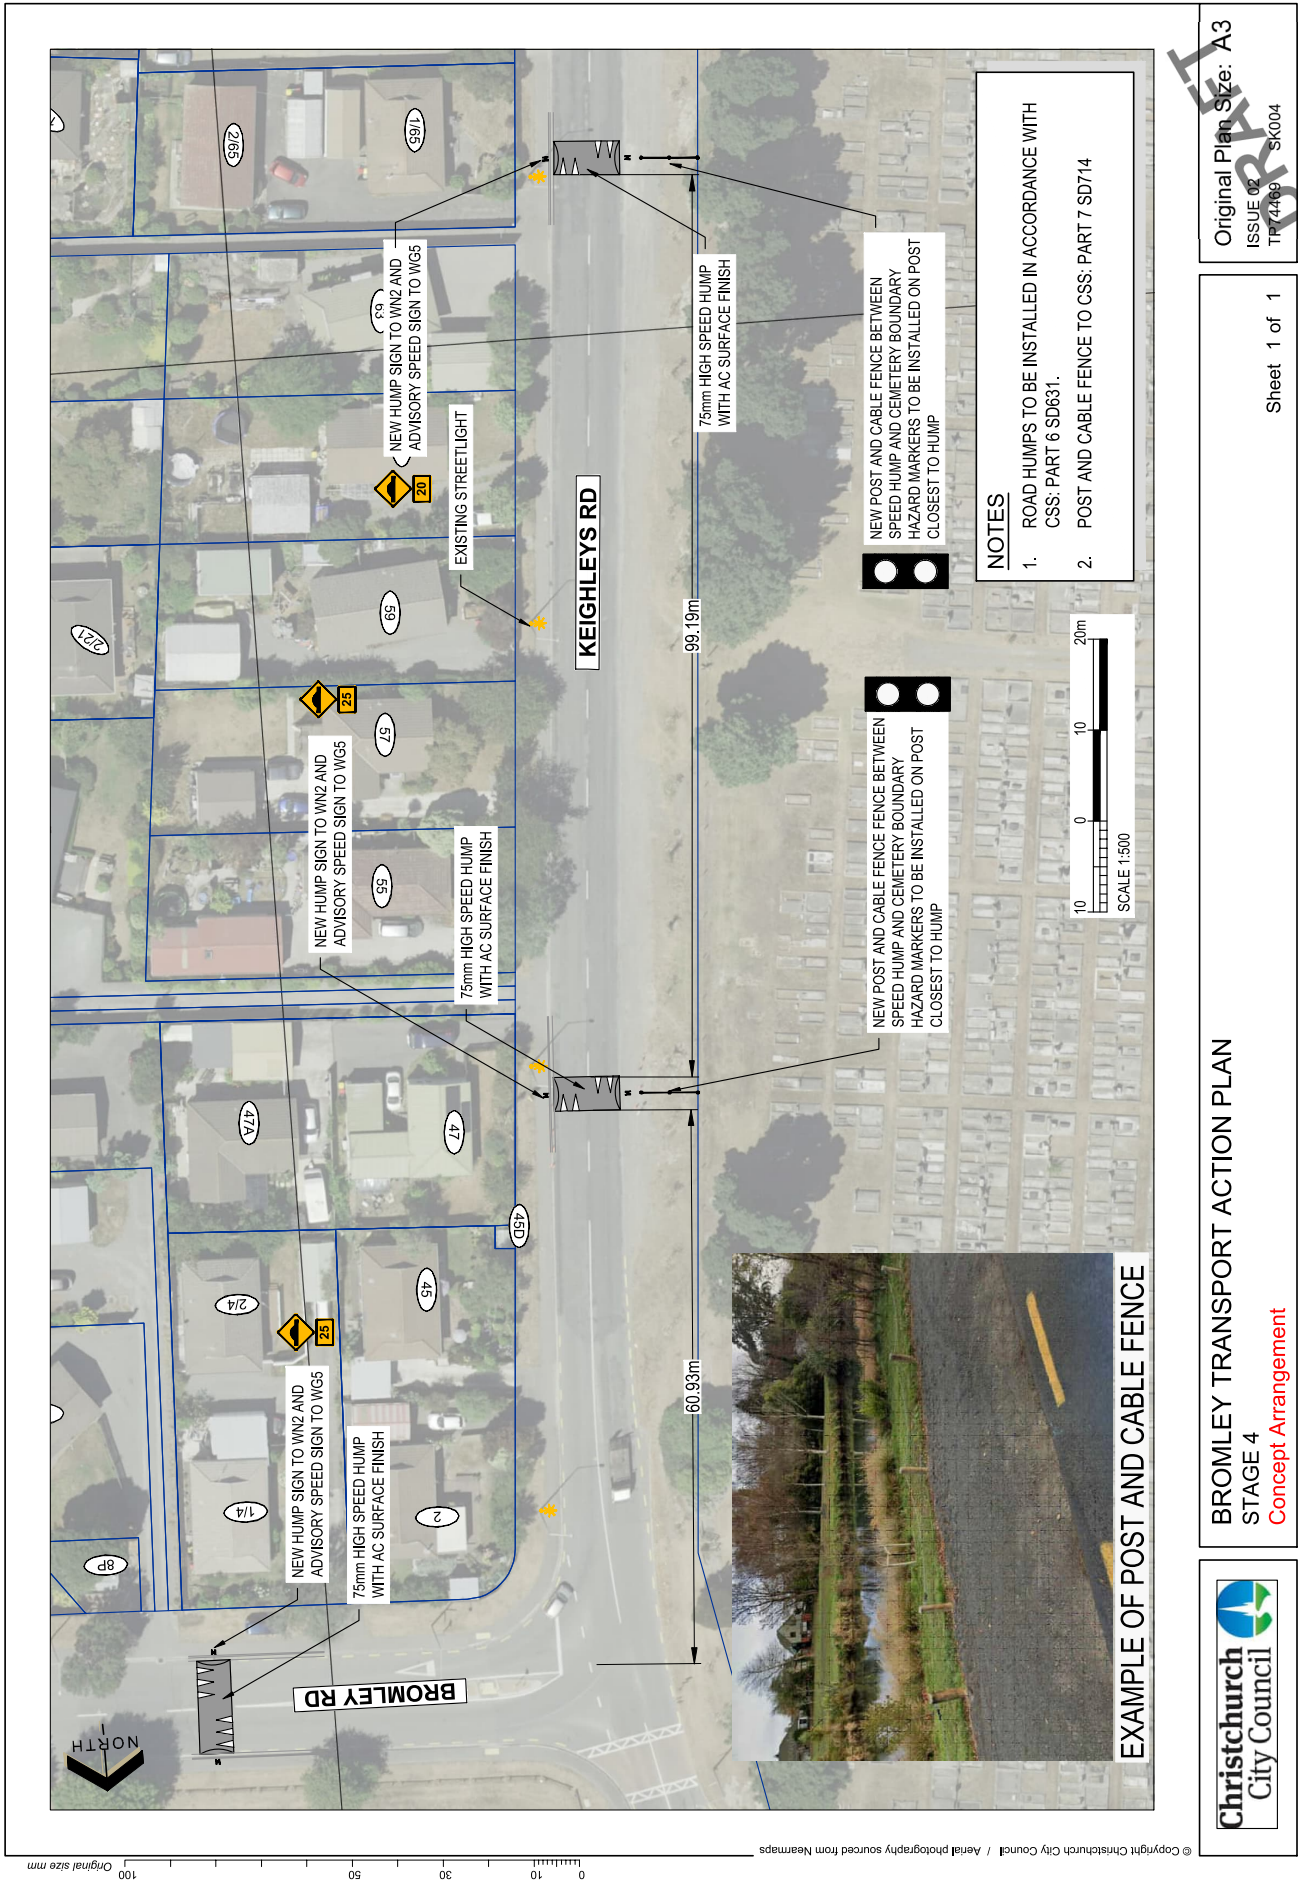 NORTH
BROMLEY RD
KEIGHLEYS RD
8P
1/4
2/4
2
45
45D
47A
47
55
57
59
2/21
63
2/65
1/65
NEW HUMP SIGN TO WN2 AND
ADVISORY SPEED SIGN TO WG5
75mm HIGH SPEED HUMP
WITH AC SURFACE FINISH
25
NEW HUMP SIGN TO WN2 AND
ADVISORY SPEED SIGN TO WG5
25
75mm HIGH SPEED HUMP
WITH AC SURFACE FINISH
EXISTING STREETLIGHT
NEW HUMP SIGN TO WN2 AND
ADVISORY SPEED SIGN TO WG5
20
75mm HIGH SPEED HUMP
WITH AC SURFACE FINISH
60.93m
99.19m
NEW POST AND CABLE FENCE BETWEEN
SPEED HUMP AND CEMETERY BOUNDARY
HAZARD MARKERS TO BE INSTALLED ON POST
CLOSEST TO HUMP
NEW POST AND CABLE FENCE BETWEEN
SPEED HUMP AND CEMETERY BOUNDARY
HAZARD MARKERS TO BE INSTALLED ON POST
CLOSEST TO HUMP
NOTES
1. ROAD HUMPS TO BE INSTALLED IN ACCORDANCE WITH
CSS: PART 6 SD631.
2. POST AND CABLE FENCE TO CSS: PART 7 SD714
10 0 10 20m
SCALE 1:500
EXAMPLE OF POST AND CABLE FENCE
Christchurch
City Council
BROMLEY TRANSPORT ACTION PLAN
STAGE 4
Concept Arrangement
Sheet 1 of 1
Original Plan Size: A3
ISSUE 02
TP74469 SK004
DRAFT
© Copyright Christchurch City Council / Aerial photography sourced from Nearmaps
0 10 30 50 100
Original size mm